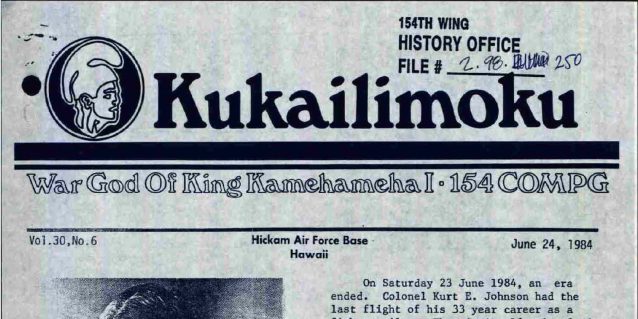 154TH WING
HISTORY OFFICE
FILE # 2.98. 250
Kukailimoku
War God Of King Kamehameha I • 154 COMPG
Vol.30,No.6
Hickam Air Force Base
Hawaii
June 24, 1984
On Saturday 23 June 1984, an era
ended. Colonel Kurt E. Johnson had the
last flight of his 33 year career as a